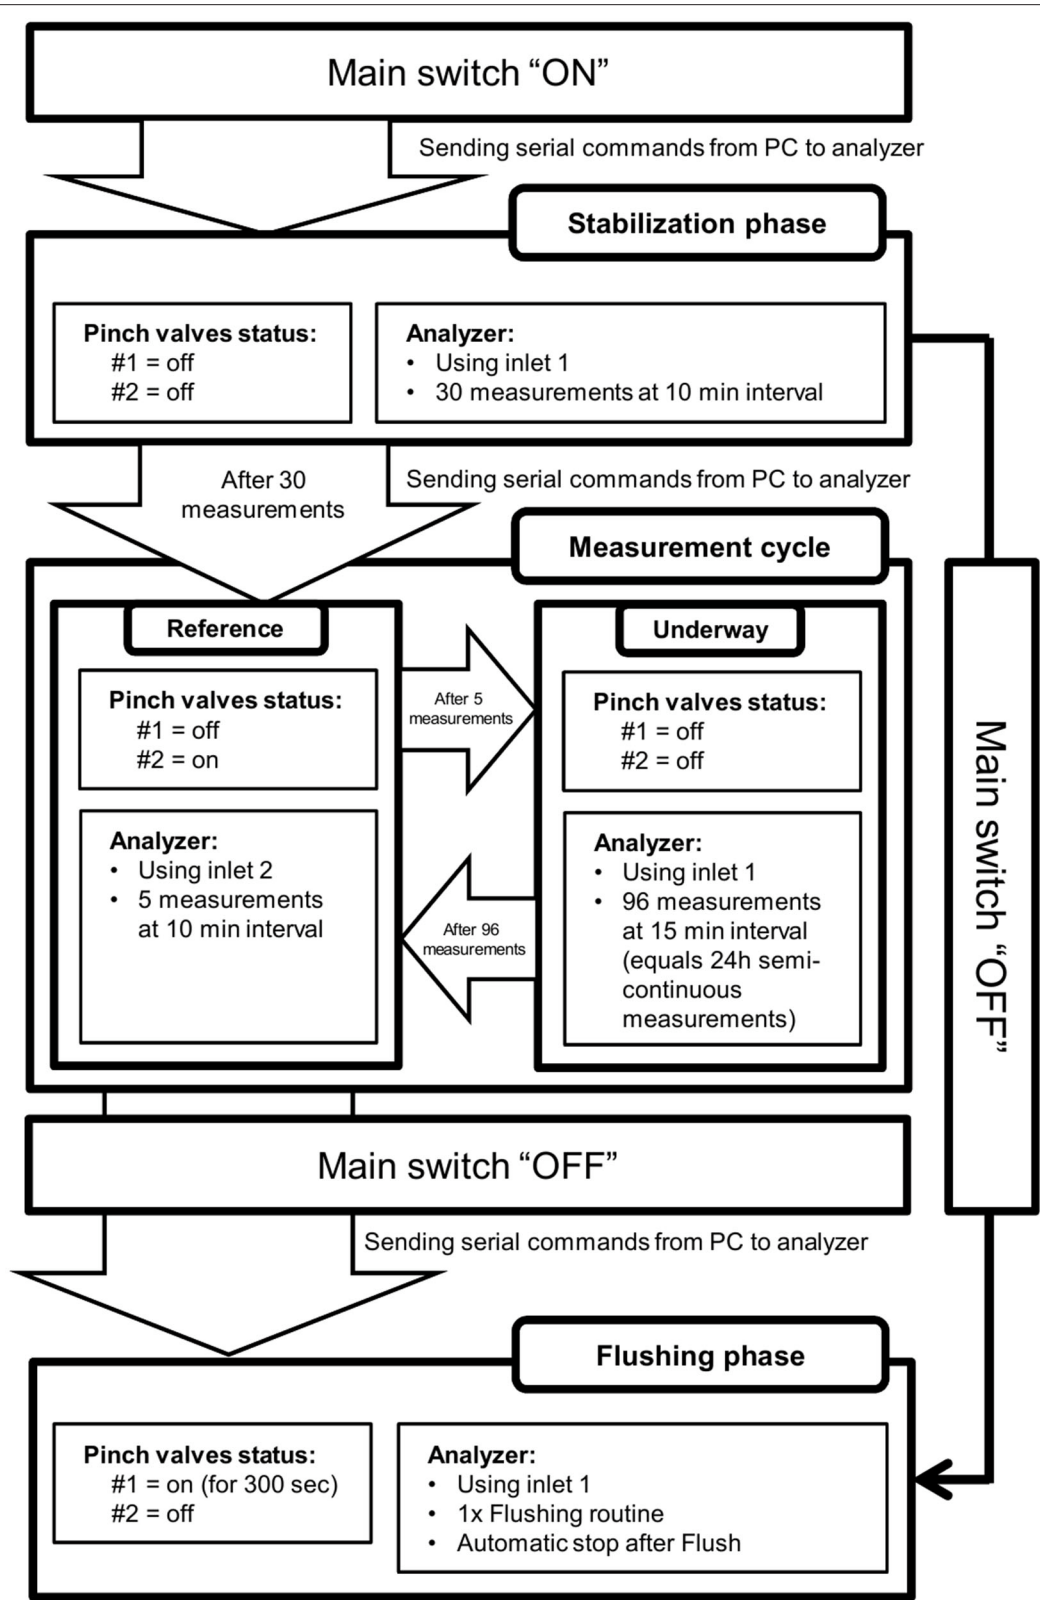 Main switch “ON”
Sending serial commands from PC to analyzer
Stabilization phase
Pinch valves status:
#1 = off
#2 = off
Analyzer:
• Using inlet 1
• 30 measurements at 10 min interval
After 30
measurements
Sending serial commands from PC to analyzer
Measurement cycle
Reference
Pinch valves status:
#1 = off
#2 = on
Analyzer:
• Using inlet 2
• 5 measurements
at 10 min interval
After 5
measurements
After 96
measurements
Underway
Pinch valves status:
#1 = off
#2 = off
Analyzer:
• Using inlet 1
• 96 measurements
at 15 min interval
(equals 24h semi-
continuous
measurements)
Main switch “OFF”
Main switch “OFF”
Sending serial commands from PC to analyzer
Flushing phase
Pinch valves status:
#1 = on (for 300 sec)
#2 = off
Analyzer:
• Using inlet 1
• 1x Flushing routine
• Automatic stop after Flush